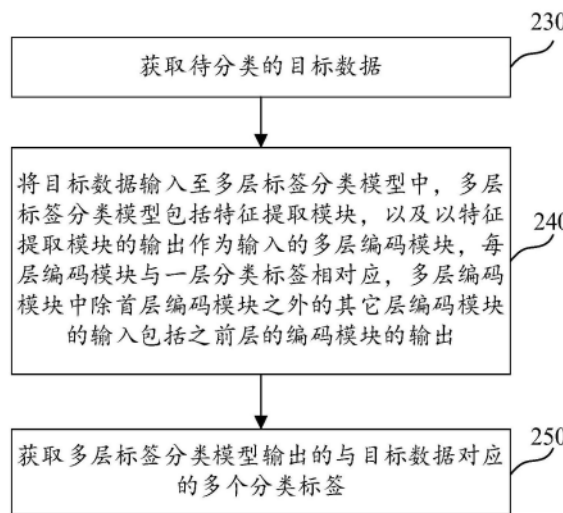 230
获取待分类的目标数据
将目标数据输入至多层标签分类模型中，多层
标签分类模型包括特征提取模块，以及以特征
提取模块的输出作为输入的多层编码模块，每
层编码模块与一层分类标签相对应，多层编码
模块中除首层编码模块之外的其它层编码模块
的输入包括之前层的编码模块的输出
240
获取多层标签分类模型输出的与目标数据对应
的多个分类标签
250